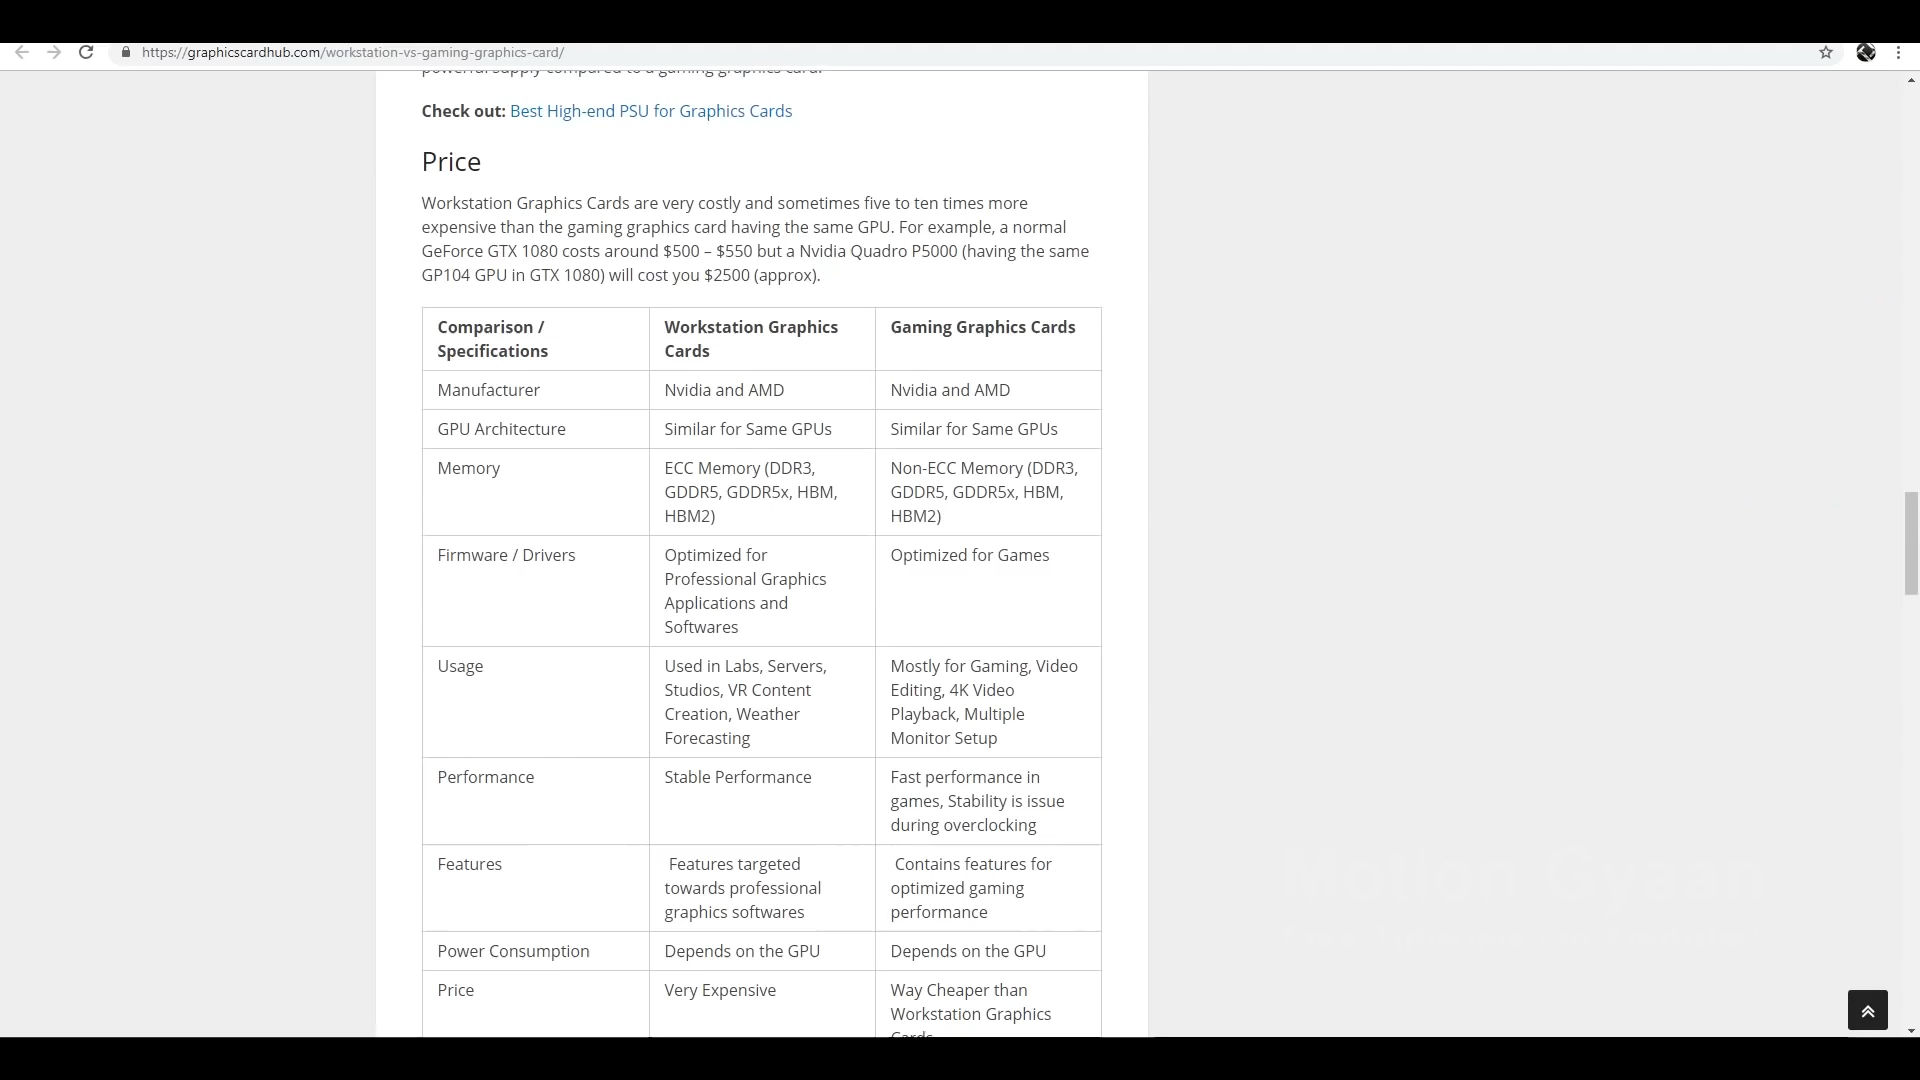 https://graphicscardhub.com/workstation-vs-gaming-graphics-card/
powerful supply compared to a gaming graphics card.
Check out: Best High-end PSU for Graphics Cards
Price
Workstation Graphics Cards are very costly and sometimes five to ten times more
expensive than the gaming graphics card having the same GPU. For example, a normal
GeForce GTX 1080 costs around $500 – $550 but a Nvidia Quadro P5000 (having the same
GP104 GPU in GTX 1080) will cost you $2500 (approx).
Comparison /
Specifications
Workstation Graphics
Cards
Gaming Graphics Cards
Manufacturer
Nvidia and AMD
Nvidia and AMD
GPU Architecture
Similar for Same GPUs
Similar for Same GPUs
Memory
ECC Memory (DDR3,
GDDR5, GDDR5x, HBM,
HBM2)
Non-ECC Memory (DDR3,
GDDR5, GDDR5x, HBM,
HBM2)
Firmware / Drivers
Optimized for
Professional Graphics
Applications and
Softwares
Optimized for Games
Usage
Used in Labs, Servers,
Studios, VR Content
Creation, Weather
Forecasting
Mostly for Gaming, Video
Editing, 4K Video
Playback, Multiple
Monitor Setup
Performance
Stable Performance
Fast performance in
games, Stability is issue
during overclocking
Features
Features targeted
towards professional
graphics softwares
Contains features for
optimized gaming
performance
Power Consumption
Depends on the GPU
Depends on the GPU
Price
Very Expensive
Way Cheaper than
Workstation Graphics
Cards